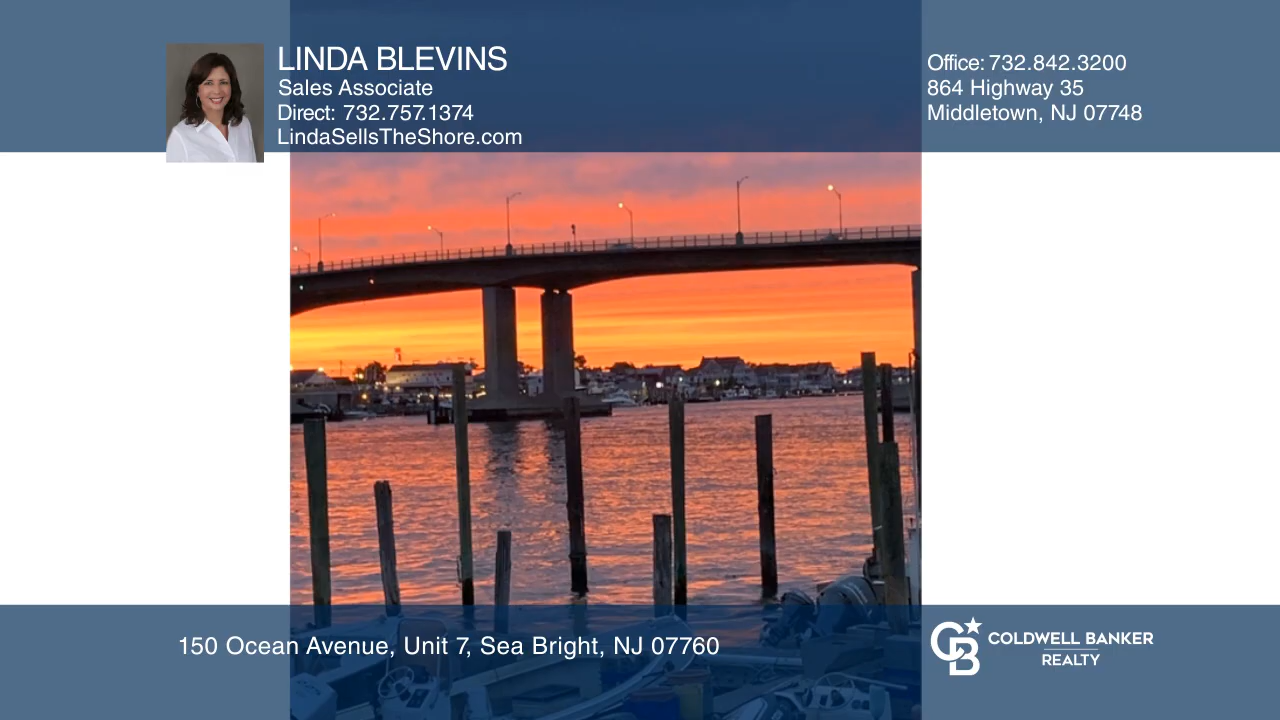 LINDA BLEVINS
Sales Associate
Direct: 732.757.1374
LindaSellsTheShore.com
Office: 732.842.3200
864 Highway 35
Middletown, NJ 07748
150 Ocean Avenue, Unit 7, Sea Bright, NJ 07760
CB
COLDWELL BANKER
REALTY